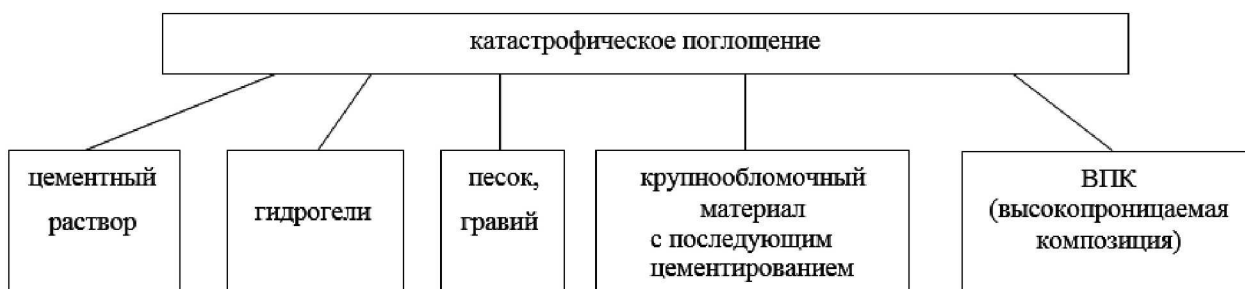 катастрофическое поглощение
цементный
раствор
гидрогели
песок,
гравий
крупнообломочный
материал
с последующим
цементированием
ВПК
(высокопроницаемая
композиция)